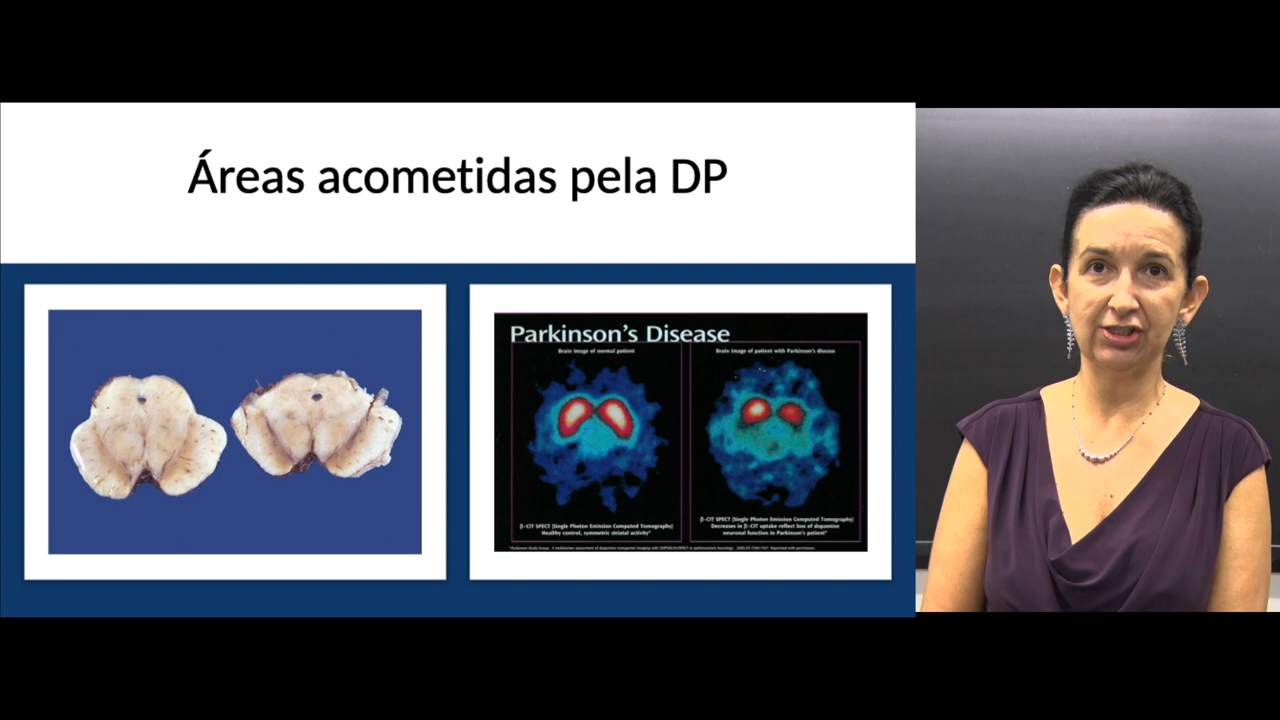 Áreas acometidas pela DP
Parkinson's Disease
Brain image of normal patient
Brain image of patient with Parkinson's disease
β-CIT SPECT (Single Photon Emission Computed Tomography)
Healthy control, symmetric striatal activity*
β-CIT SPECT (Single Photon Emission Computed Tomography)
Decreases in β-CIT uptake reflect loss of dopamine
neuronal function in Parkinson's patient*